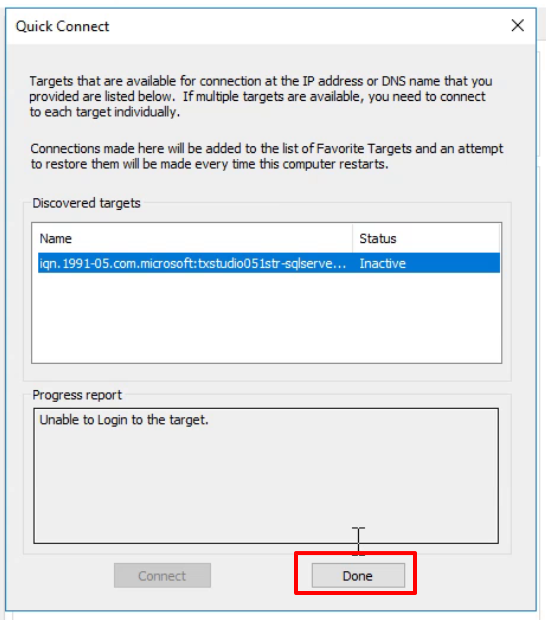 Quick Connect
Targets that are available for connection at the IP address or DNS name that you
provided are listed below. If multiple targets are available, you need to connect
to each target individually.
Connections made here will be added to the list of Favorite Targets and an attempt
to restore them will be made every time this computer restarts.
Discovered targets
Name Status
iqn.1991-05.com.microsoft:txstudio051str-sqlserve... Inactive
Progress report
Unable to Login to the target.
Connect Done